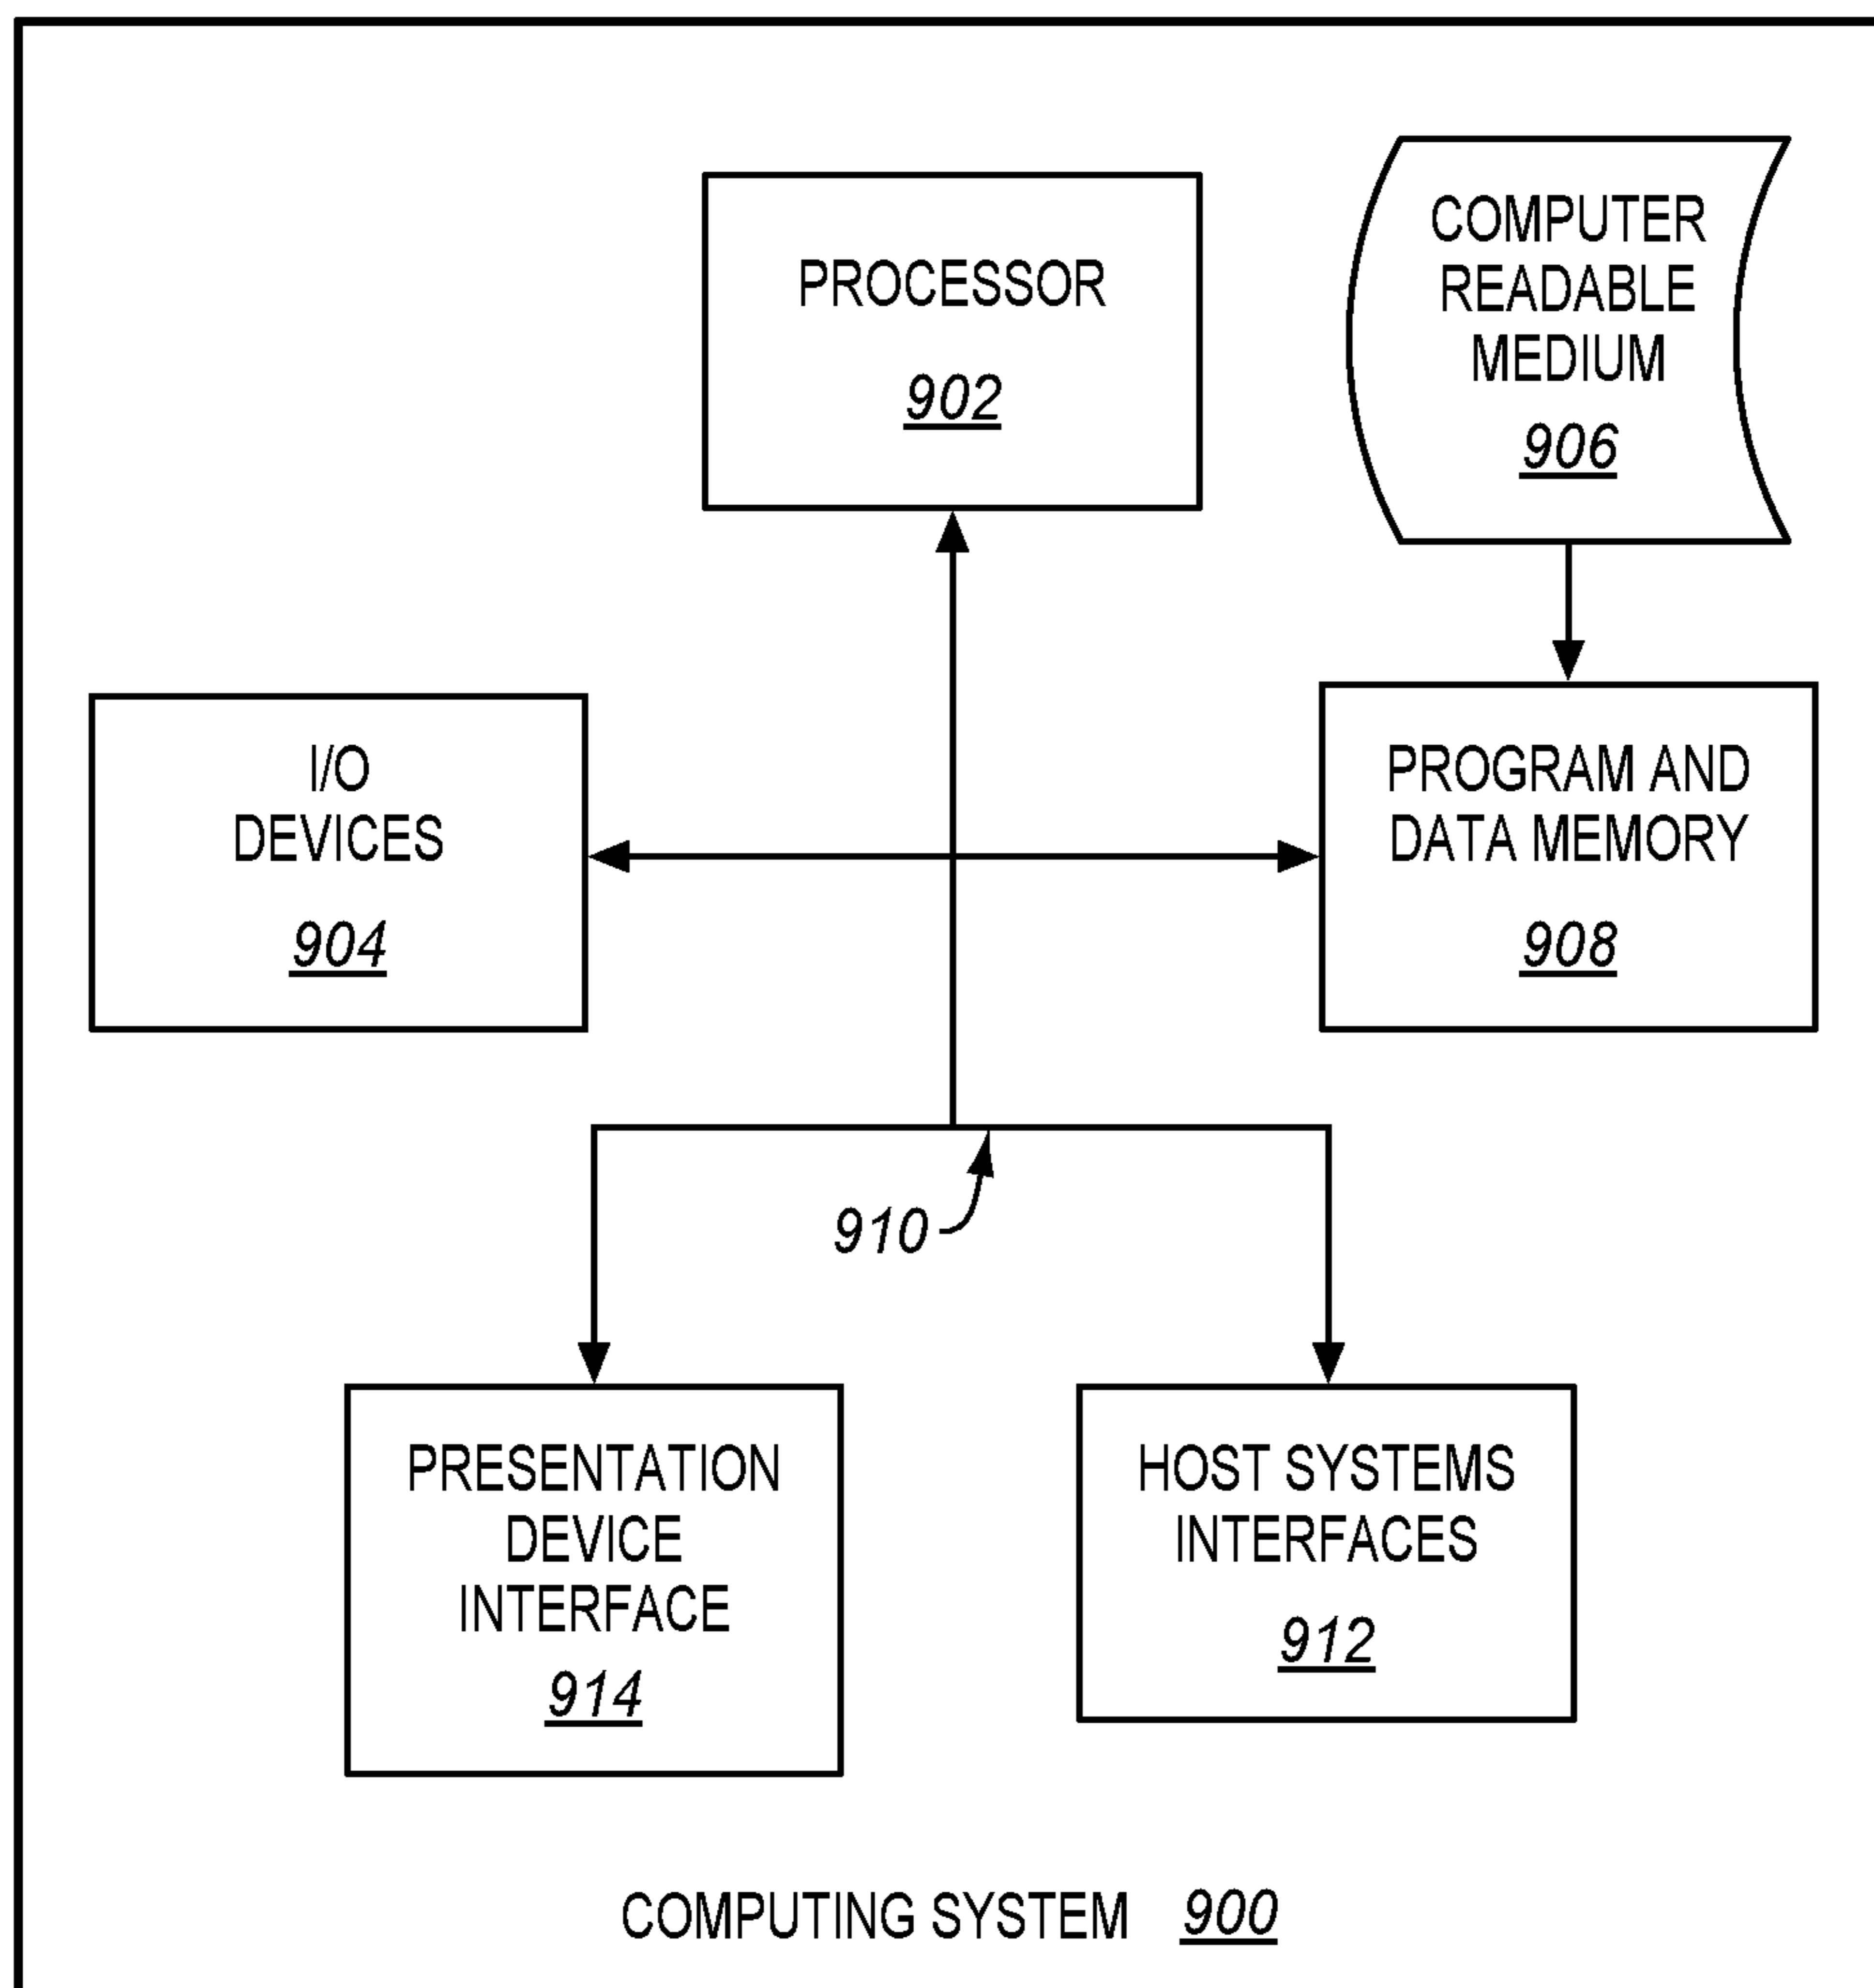 PROCESSOR
902
COMPUTER
READABLE
MEDIUM
906
I/O
DEVICES
904
PROGRAM AND
DATA MEMORY
908
910
PRESENTATION
DEVICE
INTERFACE
914
HOST SYSTEMS
INTERFACES
912
COMPUTING SYSTEM 900